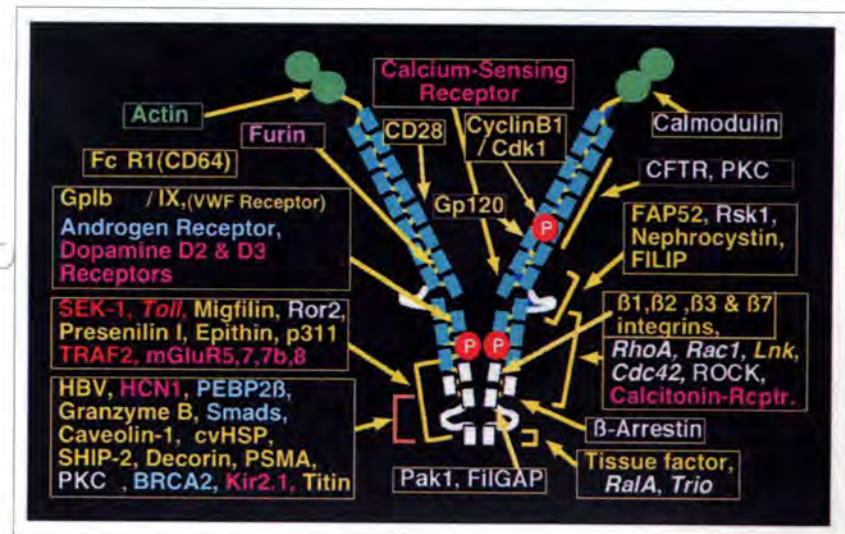 Actin
Furin
Fc R1(CD64)
GpIb / IX,(VWF Receptor)
Androgen Receptor,
Dopamine D2 & D3
Receptors
SEK-1, Toll, Migfilin, Ror2,
Presenilin I, Epithin, p311
TRAF2, mGluR5,7,7b,8
HBV, HCN1, PEBP2ß,
Granzyme B, Smads,
Caveolin-1, cvHSP,
SHIP-2, Decorin, PSMA,
PKC , BRCA2, Kir2.1, Titin
Calcium-Sensing
Receptor
CD28
CyclinB1
/ Cdk1
Gp120
P
P
P
Pak1, FilGAP
Calmodulin
CFTR, PKC
FAP52, Rsk1,
Nephrocystin,
FILIP
ß1,ß2 ,ß3 & ß7
integrins,
RhoA, Rac1, Lnk,
Cdc42, ROCK,
Calcitonin-Rcptr.
ß-Arrestin
Tissue factor,
RalA, Trio